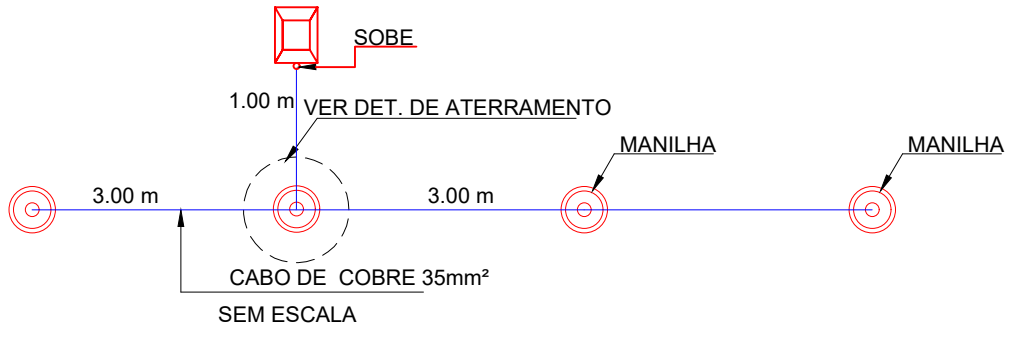 SOBE
1.00 m
VER DET. DE ATERRAMENTO
MANILHA
MANILHA
3.00 m
3.00 m
CABO DE COBRE 35mm²
SEM ESCALA